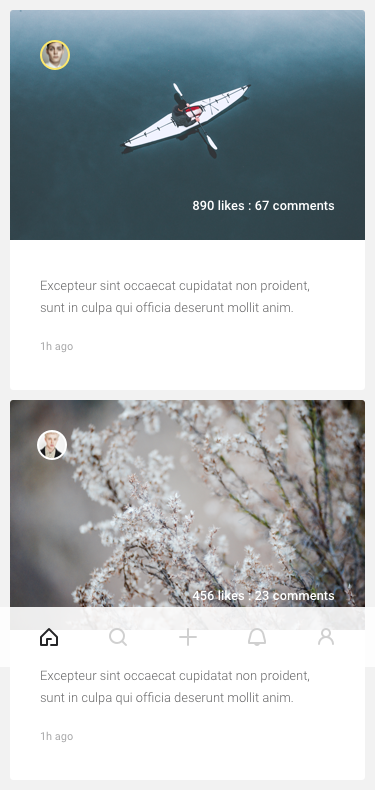 890 likes : 67 comments
Excepteur sint occaecat cupidatat non proident,
sunt in culpa qui officia deserunt mollit anim.
1h ago
456 likes : 23 comments
Excepteur sint occaecat cupidatat non proident,
sunt in culpa qui officia deserunt mollit anim.
1h ago